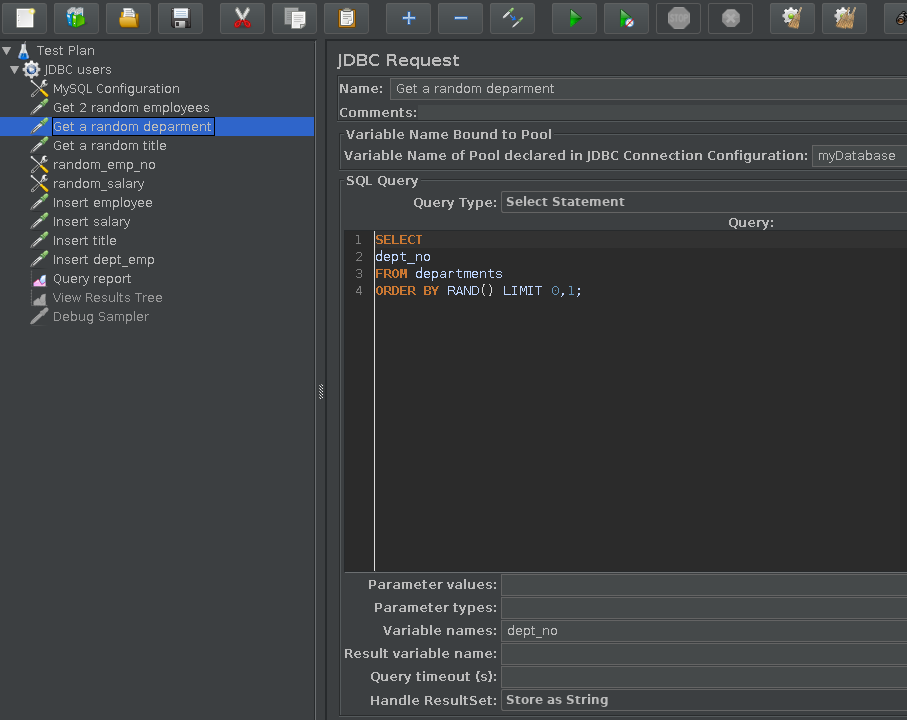 STOP
Test Plan
JDBC users
MySQL Configuration
Get 2 random employees
Get a random deparment
Get a random title
random_emp_no
random_salary
Insert employee
Insert salary
Insert title
Insert dept_emp
Query report
View Results Tree
Debug Sampler
JDBC Request
Name: Get a random deparment
Comments:
Variable Name Bound to Pool
Variable Name of Pool declared in JDBC Connection Configuration: myDatabase
SQL Query
Query Type: Select Statement
Query:
1 SELECT
2 dept_no
3 FROM departments
4 ORDER BY RAND() LIMIT 0,1;
Parameter values:
Parameter types:
Variable names: dept_no
Result variable name:
Query timeout {s}:
Handle ResultSet: Store as String